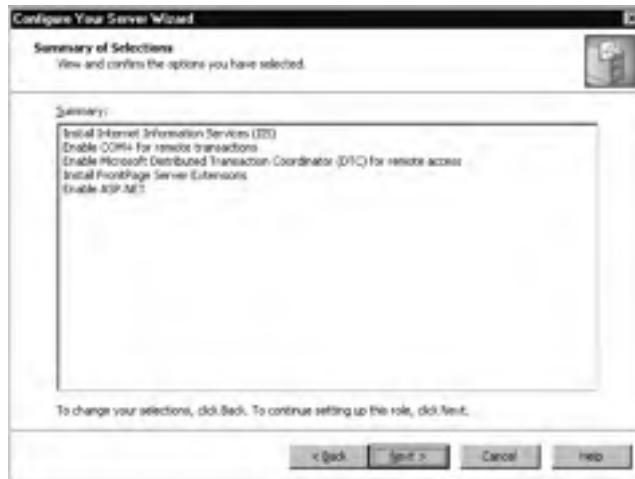 Configure Your Server Wizard
Summary of Selections
View and confirm the options you have selected.
Summary:
Install Internet Information Services (IIS)
Enable COM+ for remote transactions
Enable Microsoft Distributed Transaction Coordinator (DTC) for remote access
Install FrontPage Server Extensions
Enable ASP.NET
To change your selections, click Back. To continue setting up this role, click Next.
< Back
Next >
Cancel
Help